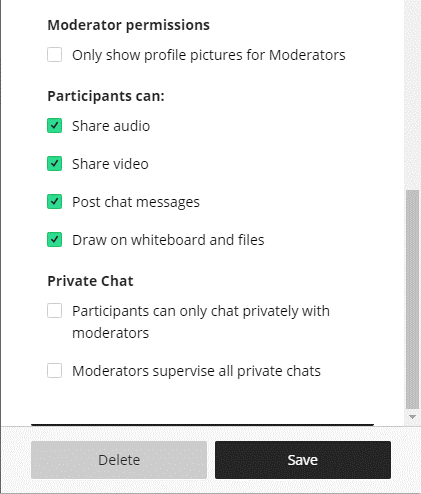 Moderator permissions
Only show profile pictures for Moderators
Participants can:
Share audio
Share video
Post chat messages
Draw on whiteboard and files
Private Chat
Participants can only chat privately with
moderators
Moderators supervise all private chats
Delete
Save